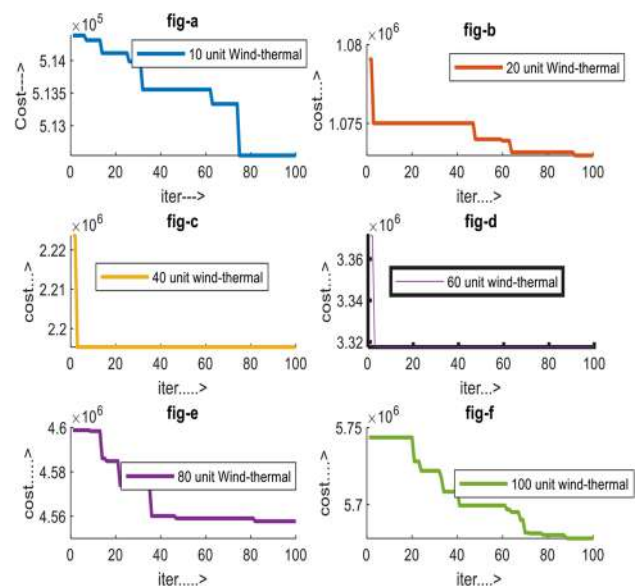 fig-a
×10^5
5.14
5.135
5.13
Cost--->
10 unit Wind-thermal
0 20 40 60 80 100
iter--->
fig-b
×10^6
1.08
1.075
cost...>
20 unit Wind-thermal
0 20 40 60 80 100
iter....>
fig-c
×10^6
2.22
2.21
2.2
cost...>
40 unit wind-thermal
0 20 40 60 80 100
iter.....>
fig-d
×10^6
3.36
3.34
3.32
cost...>
60 unit wind-thermal
0 20 40 60 80 100
iter....>
fig-e
×10^6
4.6
4.58
4.56
cost....>
80 unit Wind-thermal
0 20 40 60 80 100
iter....>
fig-f
×10^6
5.75
5.7
cost....>
100 unit wind-thermal
0 20 40 60 80 100
iter....>